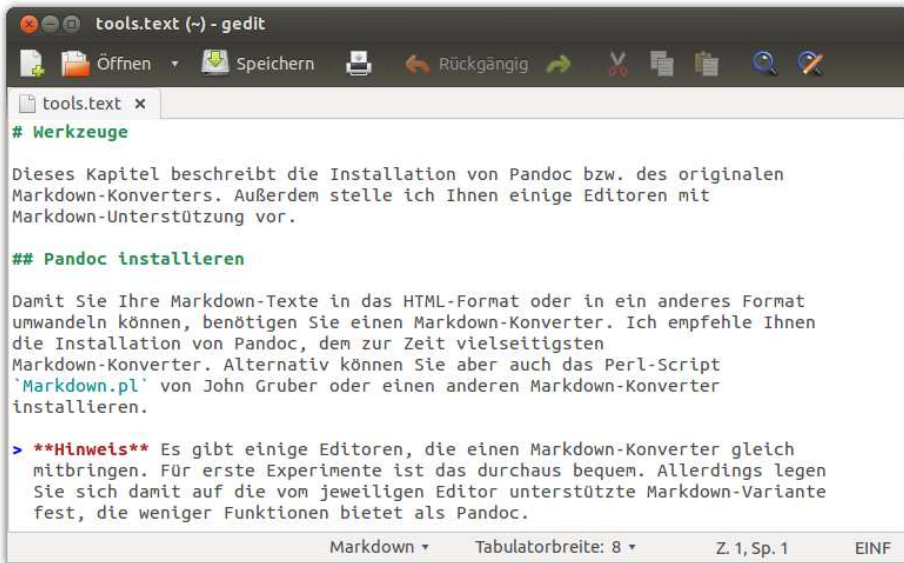 tools.text (~) - gedit
Öffnen Speichern Rückgängig
tools.text
# Werkzeuge
Dieses Kapitel beschreibt die Installation von Pandoc bzw. des originalen
Markdown-Konverters. Außerdem stelle ich Ihnen einige Editoren mit
Markdown-Unterstützung vor.
## Pandoc installieren
Damit Sie Ihre Markdown-Texte in das HTML-Format oder in ein anderes Format
umwandeln können, benötigen Sie einen Markdown-Konverter. Ich empfehle Ihnen
die Installation von Pandoc, dem zur Zeit vielseitigsten
Markdown-Konverter. Alternativ können Sie aber auch das Perl-Script
`Markdown.pl` von John Gruber oder einen anderen Markdown-Konverter
installieren.
> **Hinweis** Es gibt einige Editoren, die einen Markdown-Konverter gleich
mitbringen. Für erste Experimente ist das durchaus bequem. Allerdings legen
Sie sich damit auf die vom jeweiligen Editor unterstützte Markdown-Variante
fest, die weniger Funktionen bietet als Pandoc.
Markdown Tabulatorbreite: 8 Z. 1, Sp. 1 EINF